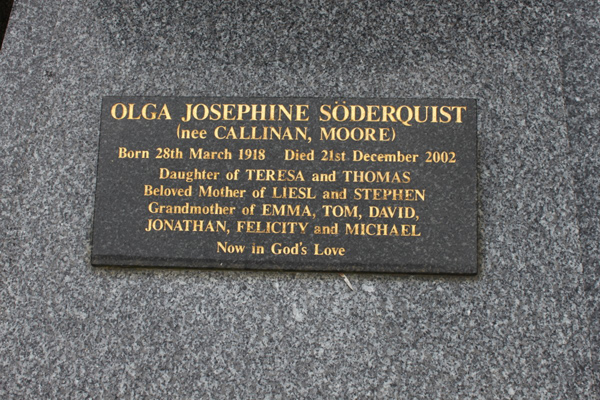 OLGA JOSEPHINE SÖDERQUIST
(nee CALLINAN, MOORE)
Born 28th March 1918 Died 21st December 2002
Daughter of TERESA and THOMAS
Beloved Mother of LIESL and STEPHEN
Grandmother of EMMA, TOM, DAVID,
JONATHAN, FELICITY and MICHAEL
Now in God's Love